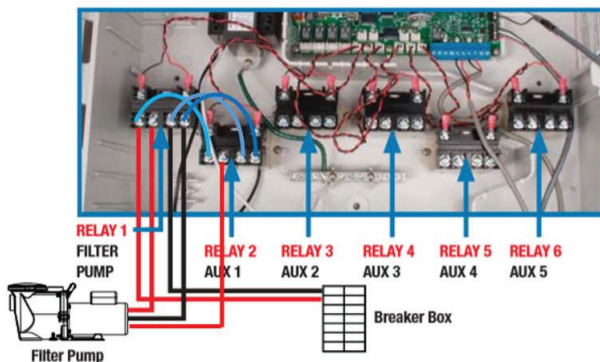 RELAY 1
FILTER
PUMP
RELAY 2
AUX 1
RELAY 3
AUX 2
RELAY 4
AUX 3
RELAY 5
AUX 4
RELAY 6
AUX 5
Breaker Box
Filter Pump